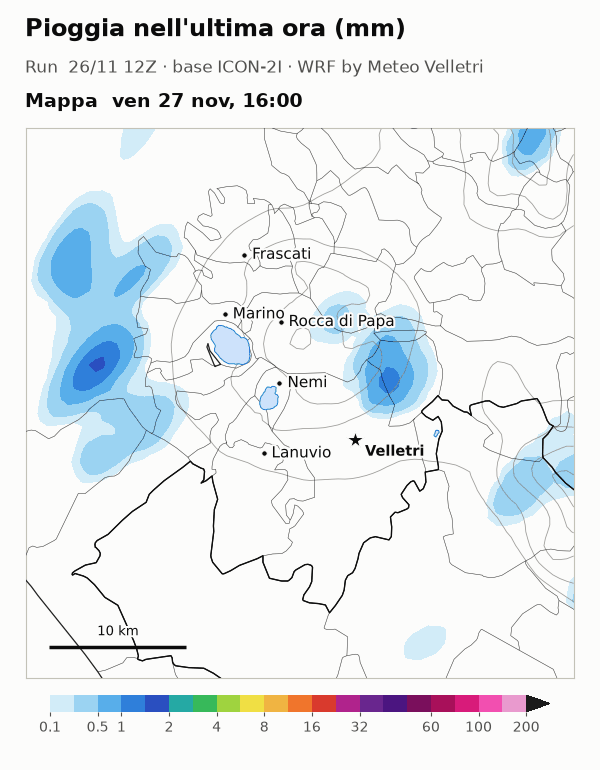 Pioggia nell'ultima ora (mm)
Run  26/11 12Z · base ICON-2I · WRF by Meteo Velletri
Mappa  ven 27 nov, 16:00
Frascati
Marino
Rocca di Papa
Nemi
Velletri
Lanuvio
10 km
0.1 0.5 1 2 4 8 16 32 60 100 200